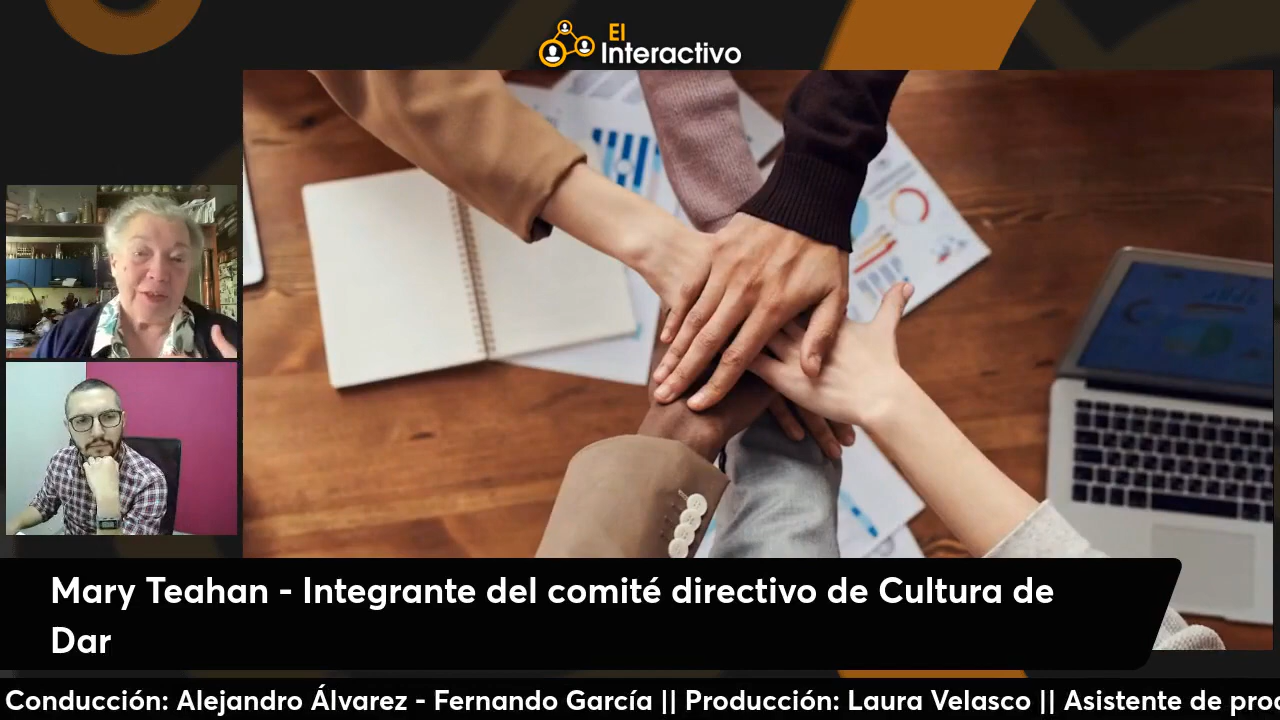 El
Interactivo
Mary Teahan - Integrante del comité directivo de Cultura de
Dar
Conducción: Alejandro Álvarez - Fernando García || Producción: Laura Velasco || Asistente de